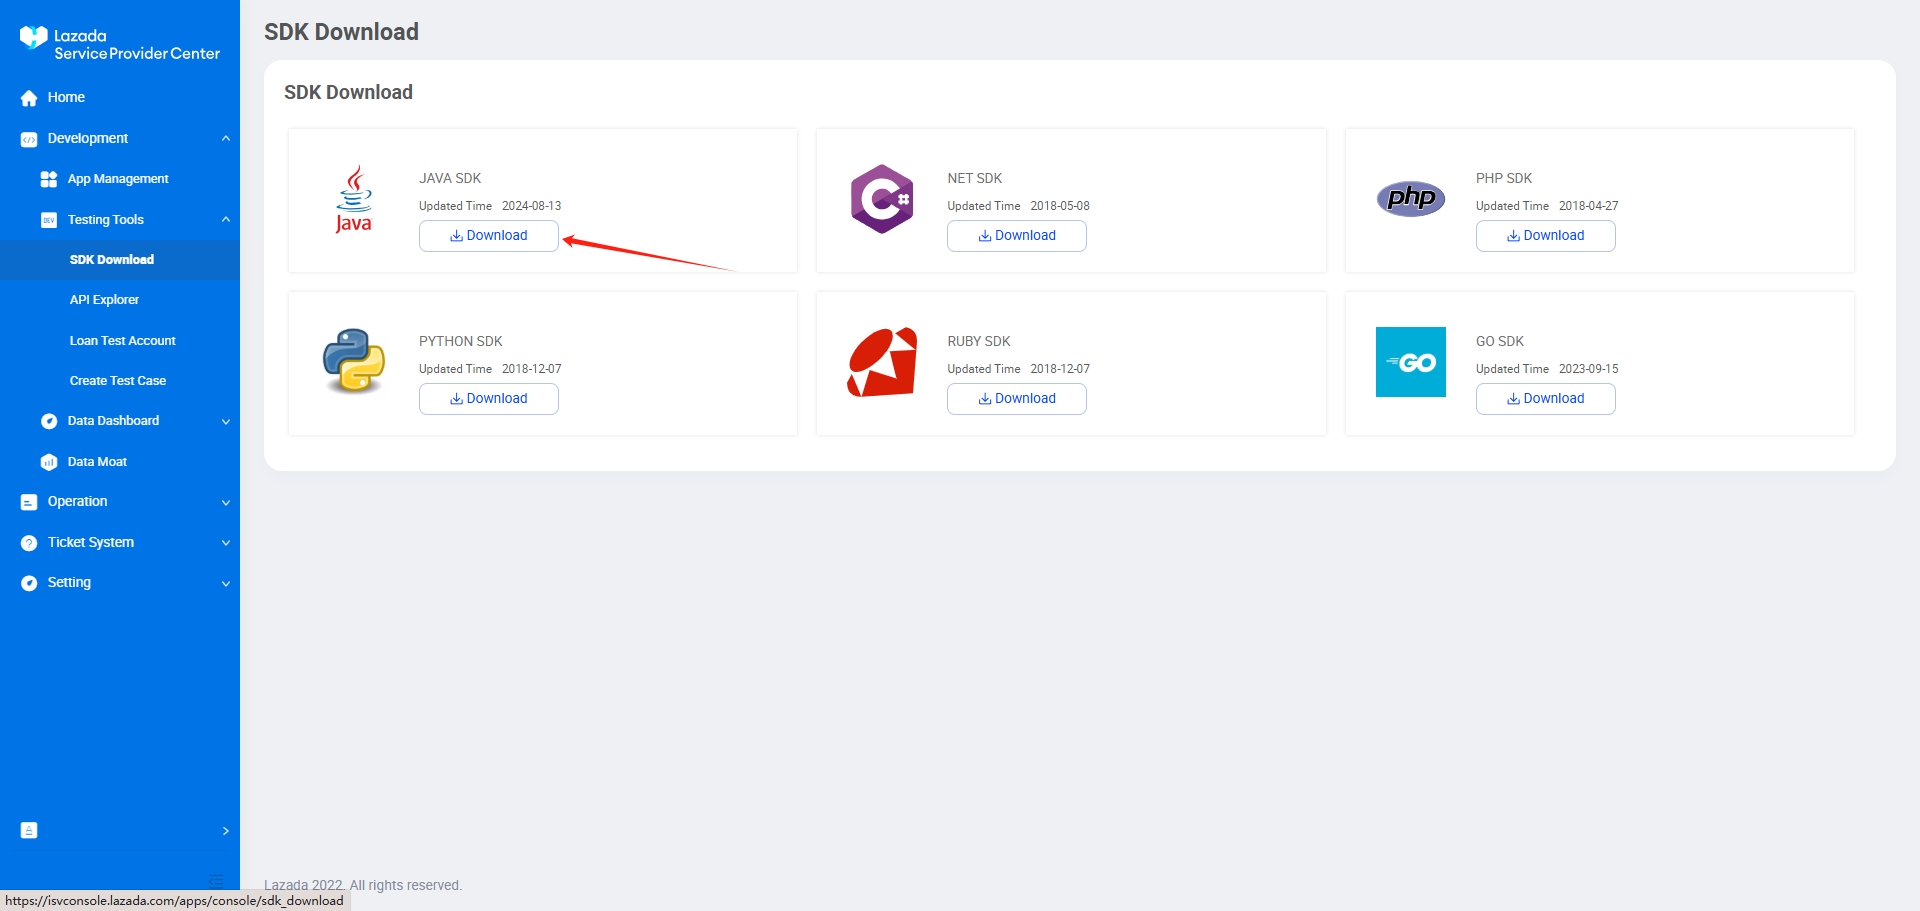 Lazada
Service Provider Center
Home
Development
App Management
Testing Tools
SDK Download
API Explorer
Loan Test Account
Create Test Case
Data Dashboard
Data Moat
Operation
Ticket System
Setting
SDK Download
SDK Download
Java
JAVA SDK
Updated Time 2024-08-13
Download
C#
NET SDK
Updated Time 2018-05-08
Download
php
PHP SDK
Updated Time 2018-04-27
Download
PYTHON SDK
Updated Time 2018-12-07
Download
RUBY SDK
Updated Time 2018-12-07
Download
GO
GO SDK
Updated Time 2023-09-15
Download
Lazada 2022. All rights reserved.
https://isvconsole.lazada.com/apps/console/sdk_download